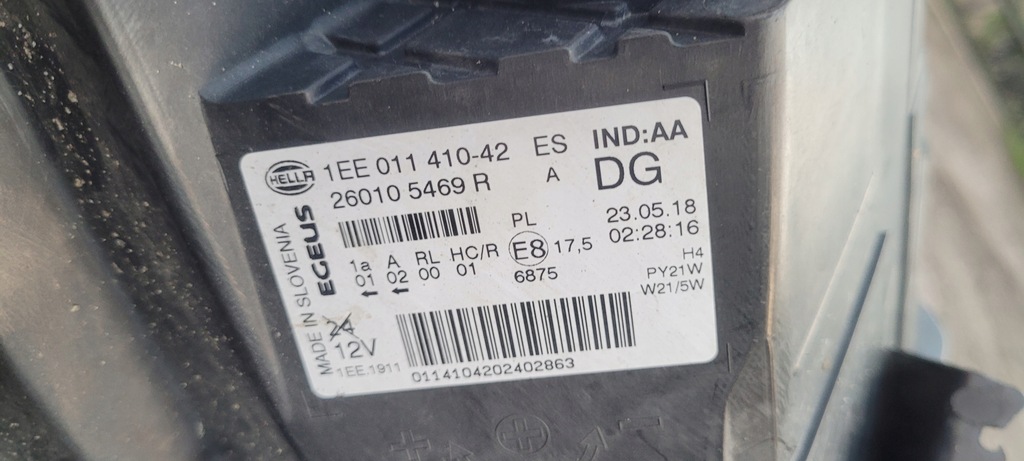 HELLA
1EE 011 410-42
ES
IND:AA
26010 5469 R
A
DG
MADE IN SLOVENIA
EGEUS
PL
23.05.18
02:28:16
1a A RL HC/R E8 17,5
01 02 00 01 6875
H4
PY21W
W21/5W
24
12V
1EE.1911
0114104202402863